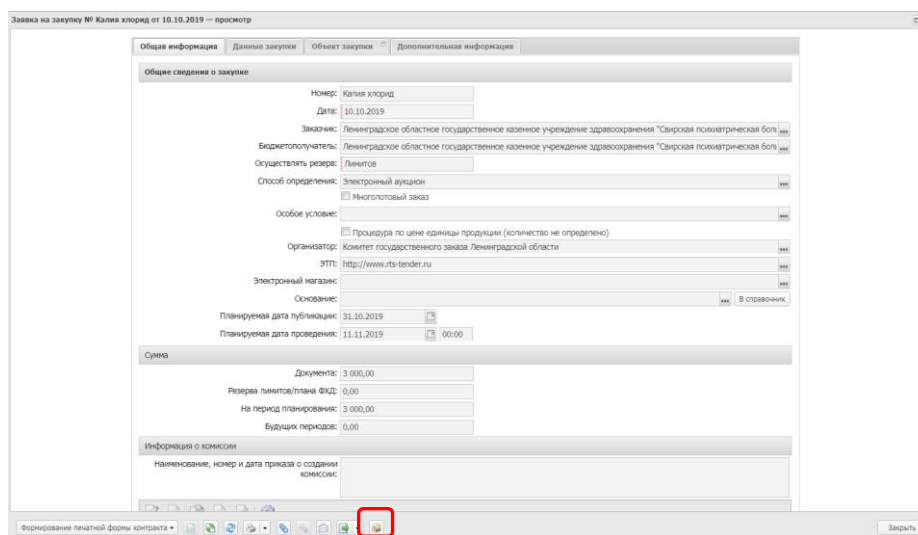 Заявка на закупку № Калия хлорид от 10.10.2019 — просмотр
Общая информация Данные закупки Объект закупки Дополнительная информация
Общие сведения о закупке
Номер: Калия хлорид
Дата: 10.10.2019
Заказчик: Ленинградское областное государственное казенное учреждение здравоохранения "Свирская психиатрическая бол ...
Бюджетополучатель: Ленинградское областное государственное казенное учреждение здравоохранения "Свирская психиатрическая бол ...
Осуществлять резерв: Лимитов
Способ определения: Электронный аукцион ...
Многолотовый заказ
Особое условие: ...
Процедура по цене единицы продукции (количество не определено)
Организатор: Комитет государственного заказа Ленинградской области ...
ЭТП: http://www.rts-tender.ru ...
Электронный магазин: ...
Основание: ... В справочник
Планируемая дата публикации: 31.10.2019
Планируемая дата проведения: 11.11.2019 00:00
Сумма
Документа: 3 000,00
Резерва лимитов/плана ФХД: 0,00
На период планирования: 3 000,00
Будущих периодов: 0,00
Информация о комиссии
Наименование, номер и дата приказа о создании
комиссии:
Формирование печатной формы контракта Закрыть